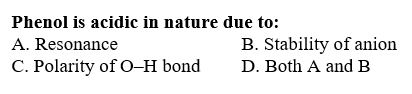 Phenol is acidic in nature due to:
A. Resonance B. Stability of anion
C. Polarity of O–H bond D. Both A and B